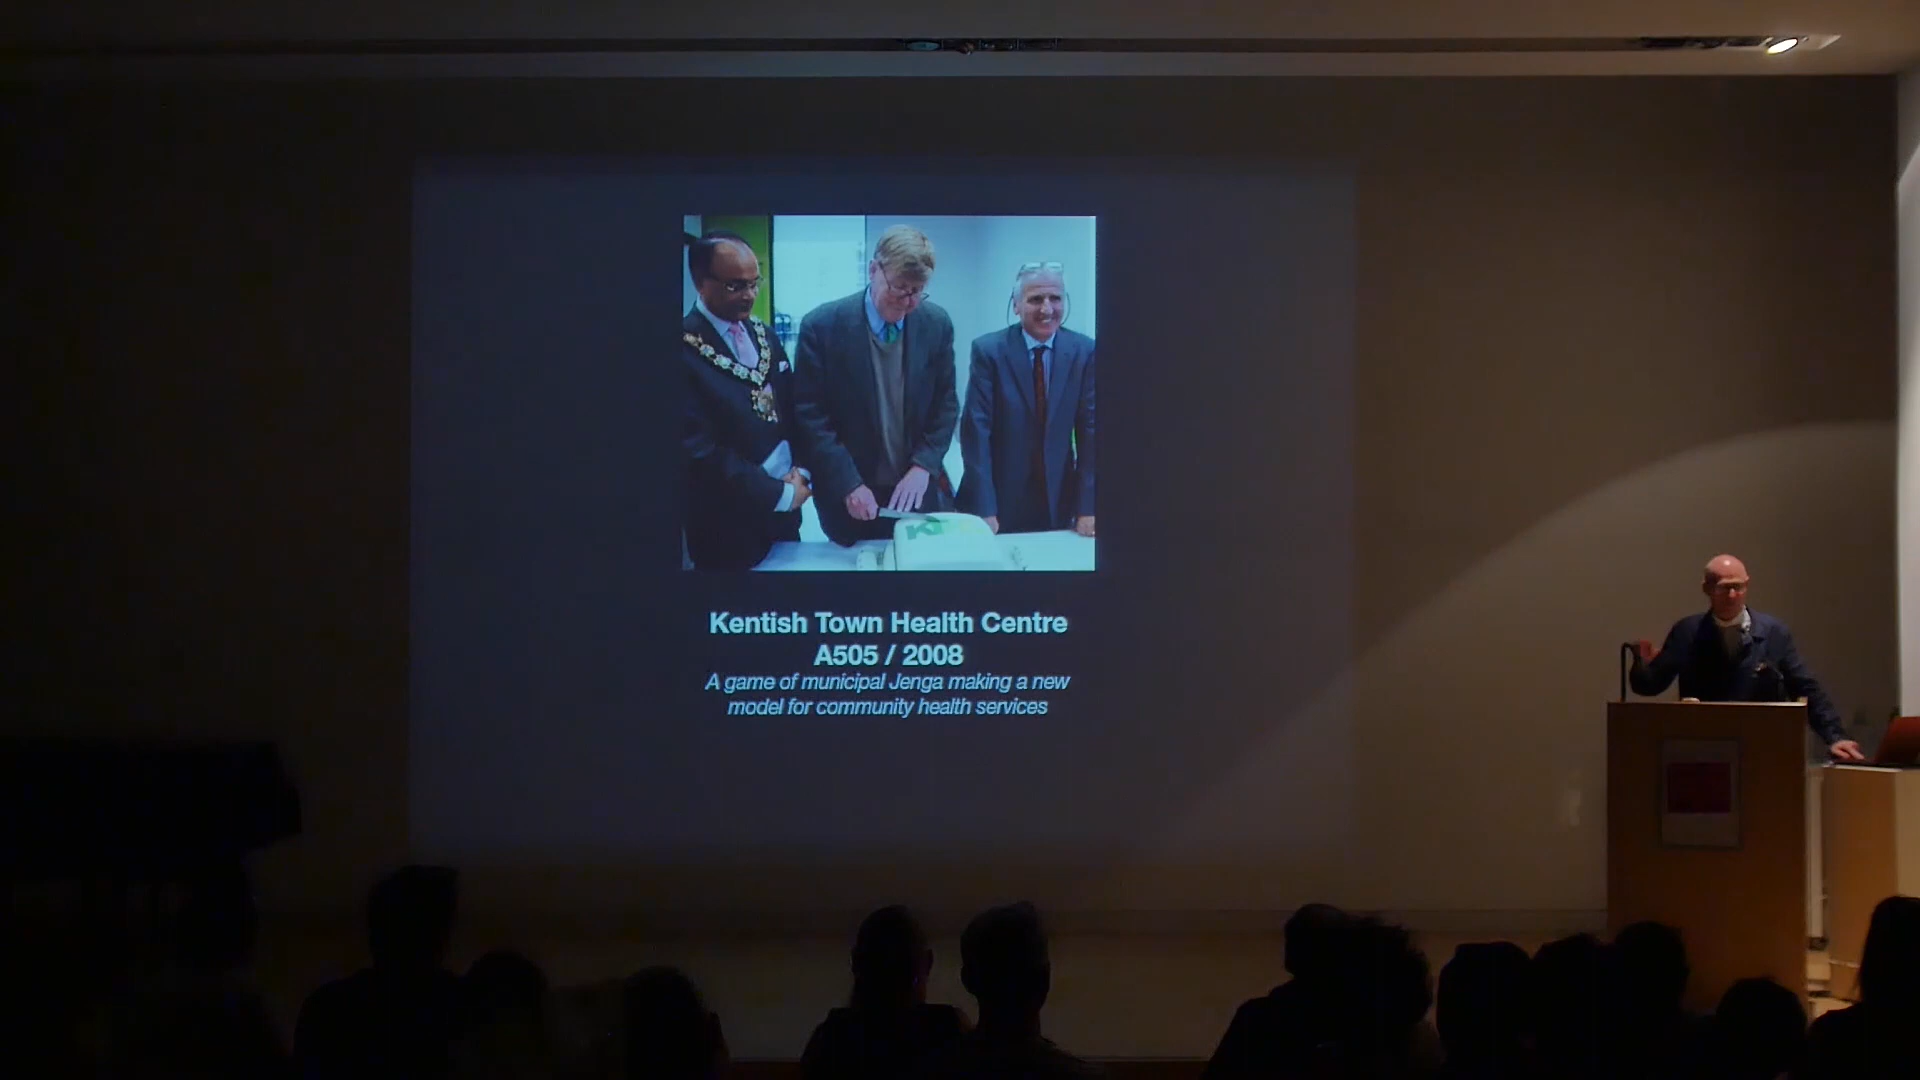 Kentish Town Health Centre
A505 / 2008
A game of municipal Jenga making a new
model for community health services